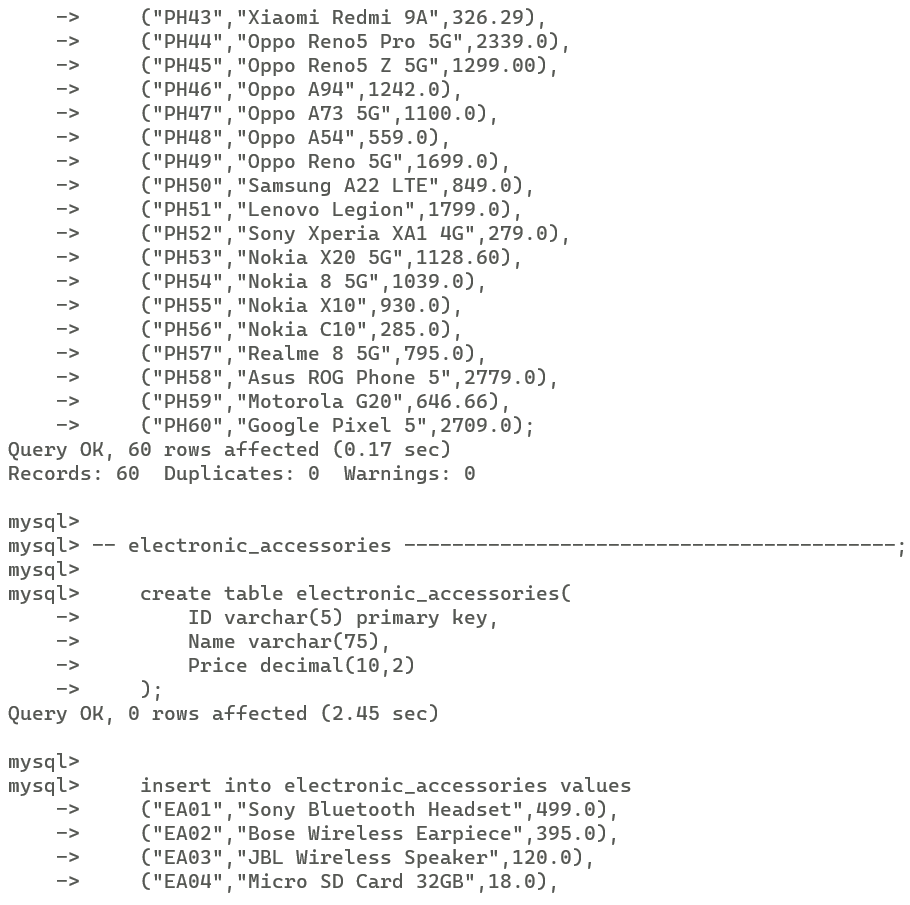 ->     ("PH43","Xiaomi Redmi 9A",326.29),
    ->     ("PH44","Oppo Reno5 Pro 5G",2339.0),
    ->     ("PH45","Oppo Reno5 Z 5G",1299.00),
    ->     ("PH46","Oppo A94",1242.0),
    ->     ("PH47","Oppo A73 5G",1100.0),
    ->     ("PH48","Oppo A54",559.0),
    ->     ("PH49","Oppo Reno 5G",1699.0),
    ->     ("PH50","Samsung A22 LTE",849.0),
    ->     ("PH51","Lenovo Legion",1799.0),
    ->     ("PH52","Sony Xperia XA1 4G",279.0),
    ->     ("PH53","Nokia X20 5G",1128.60),
    ->     ("PH54","Nokia 8 5G",1039.0),
    ->     ("PH55","Nokia X10",930.0),
    ->     ("PH56","Nokia C10",285.0),
    ->     ("PH57","Realme 8 5G",795.0),
    ->     ("PH58","Asus ROG Phone 5",2779.0),
    ->     ("PH59","Motorola G20",646.66),
    ->     ("PH60","Google Pixel 5",2709.0);
Query OK, 60 rows affected (0.17 sec)
Records: 60  Duplicates: 0  Warnings: 0

mysql>
mysql> -- electronic_accessories -----------------------------------------;
mysql>
mysql>     create table electronic_accessories(
    ->         ID varchar(5) primary key,
    ->         Name varchar(75),
    ->         Price decimal(10,2)
    ->     );
Query OK, 0 rows affected (2.45 sec)

mysql>
mysql>     insert into electronic_accessories values
    ->     ("EA01","Sony Bluetooth Headset",499.0),
    ->     ("EA02","Bose Wireless Earpiece",395.0),
    ->     ("EA03","JBL Wireless Speaker",120.0),
    ->     ("EA04","Micro SD Card 32GB",18.0),